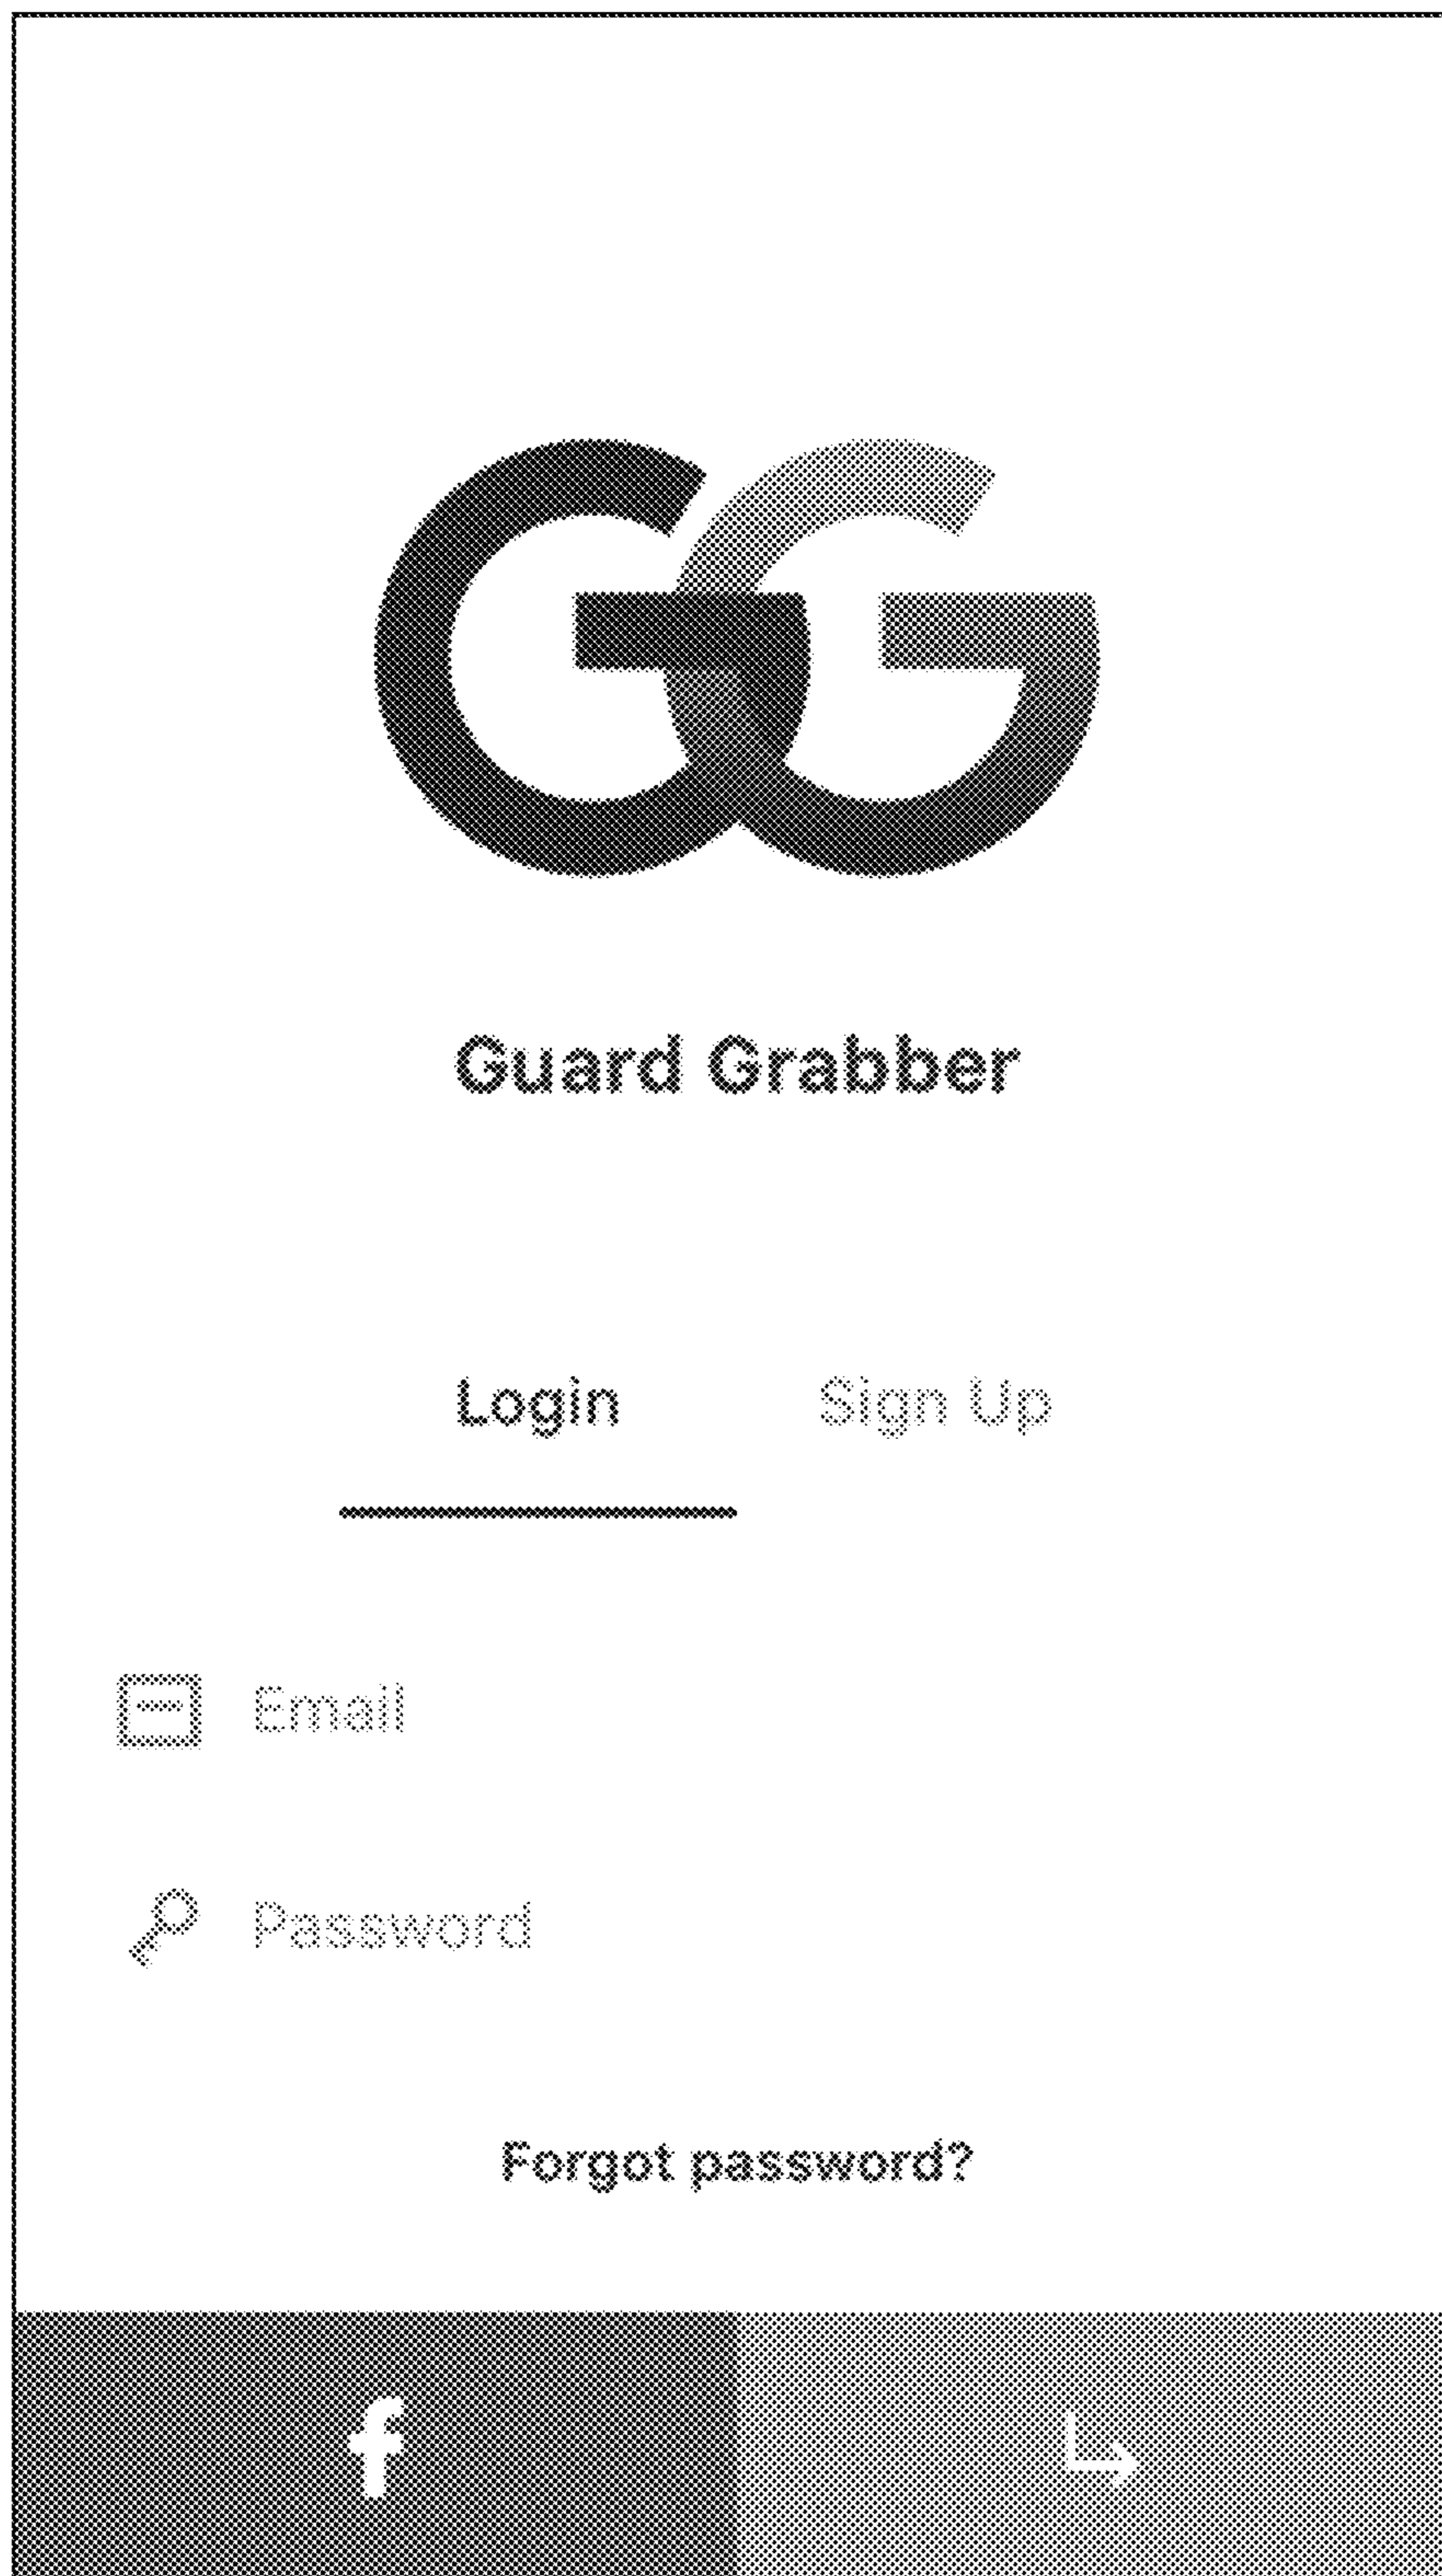 GG
Guard Grabber
Login Sign Up
Email
Password
Forgot password?
f